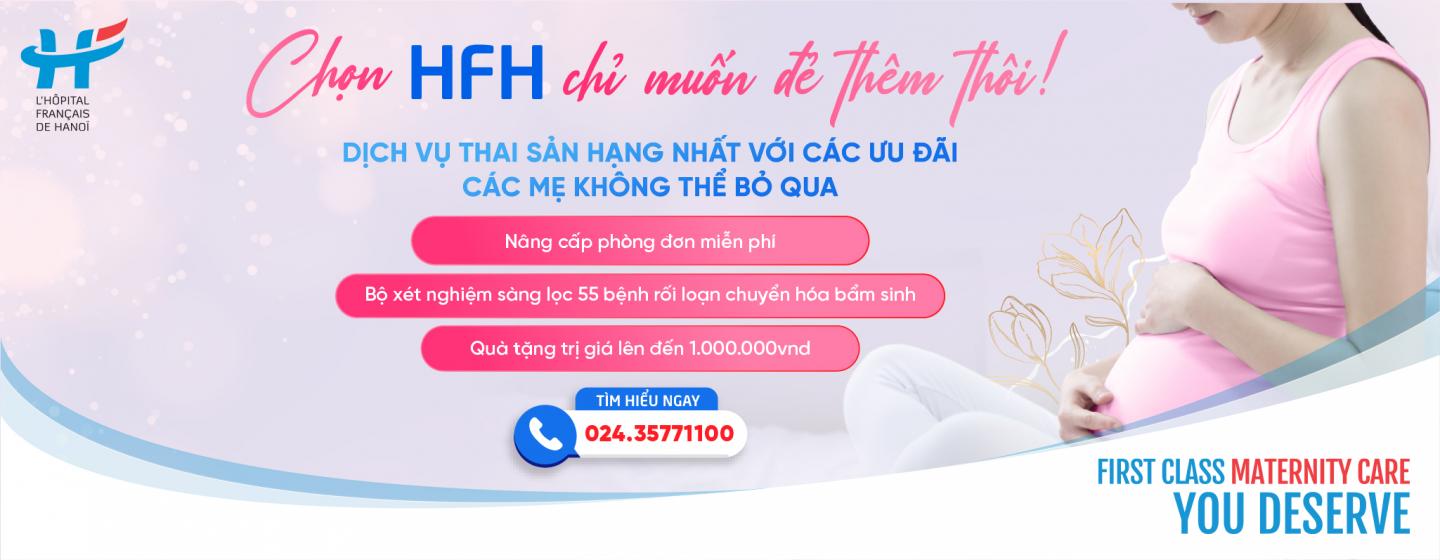 L'HÔPITAL
FRANÇAIS
DE HANOÏ
Chọn HFH chỉ muốn đẻ thêm thôi!
DỊCH VỤ THAI SẢN HẠNG NHẤT VỚI CÁC ƯU ĐÃI
CÁC MẸ KHÔNG THỂ BỎ QUA
Nâng cấp phòng đơn miễn phí
Bộ xét nghiệm sàng lọc 55 bệnh rối loạn chuyển hóa bẩm sinh
Quà tặng trị giá lên đến 1.000.000vnd
TÌM HIỂU NGAY
024.35771100
FIRST CLASS MATERNITY CARE
YOU DESERVE